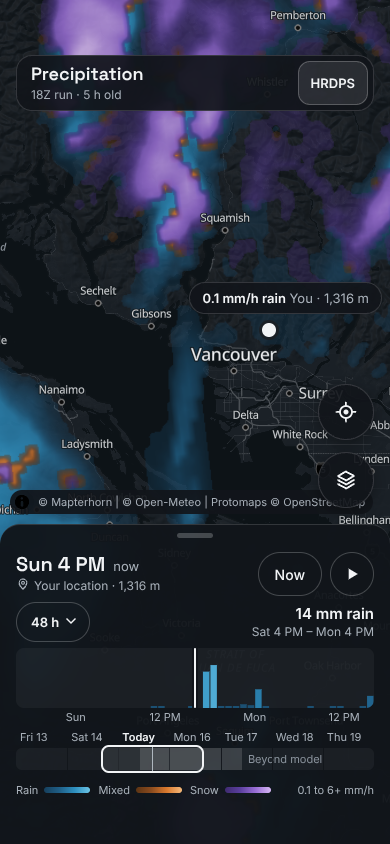 Pemberton
Precipitation
18Z run · 5 h old
HRDPS
Whistler
Squamish
Sechelt
Gibsons
0.1 mm/h rain You · 1,316 m
Vancouver
Nanaimo
Surr
Delta
White Rock
Abb
Ladysmith
© Mapterhorn | © Open-Meteo | Protomaps © OpenStreetMap
Bellingham
Sun 4 PM now
Your location · 1,316 m
Now
48 h
14 mm rain
Sat 4 PM – Mon 4 PM
Sun 12 PM Mon 12 PM
Fri 13 Sat 14 Today Mon 16 Tue 17 Wed 18 Thu 19
Beyond model
Rain Mixed Snow 0.1 to 6+ mm/h